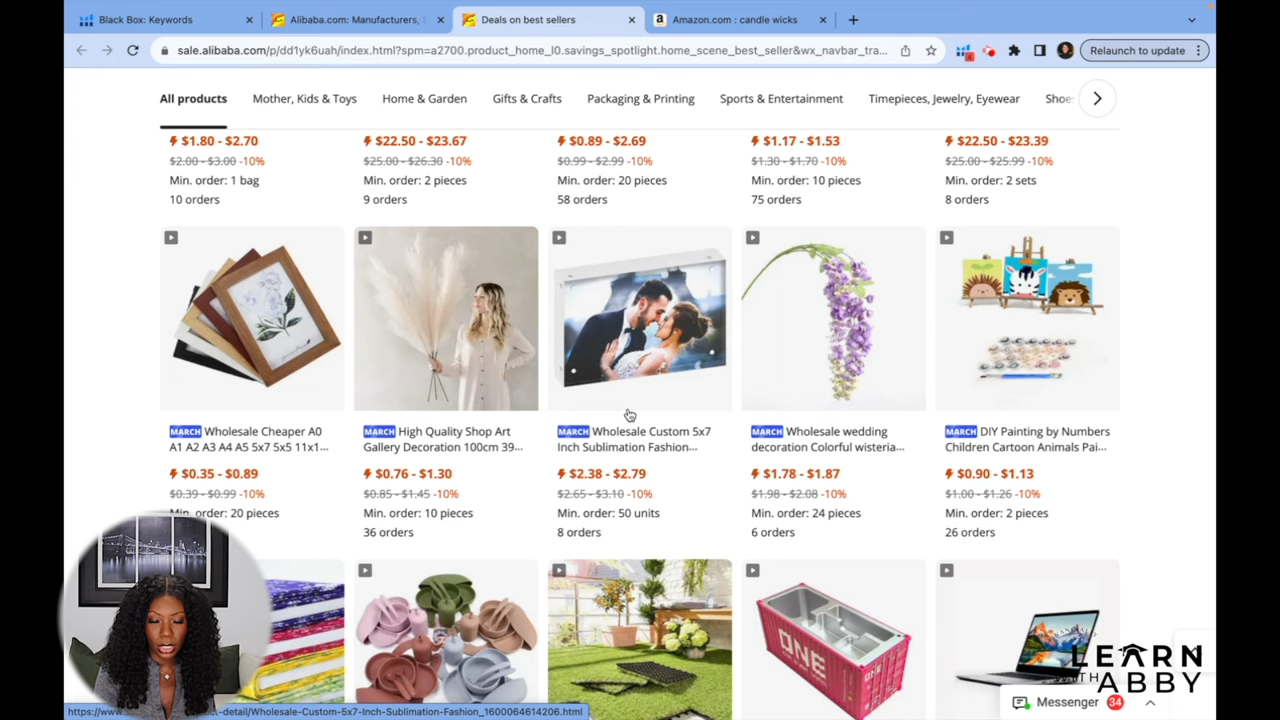 Black Box: Keywords
Alibaba.com: Manufacturers,
Deals on best sellers
Amazon.com : candle wicks
sale.alibaba.com/p/dd1yk6uah/index.html?spm=a2700.product_home_l0.savings_spotlight.home_scene_best_seller&wx_navbar_tra...
4
Relaunch to update
All products
Mother, Kids & Toys
Home & Garden
Gifts & Crafts
Packaging & Printing
Sports & Entertainment
Timepieces, Jewelry, Eyewear
Shoe
$1.80 - $2.70
$2.00 - $3.00 -10%
Min. order: 1 bag
10 orders
$22.50 - $23.67
$25.00 - $26.30 -10%
Min. order: 2 pieces
9 orders
$0.89 - $2.69
$0.99 - $2.99 -10%
Min. order: 20 pieces
58 orders
$1.17 - $1.53
$1.30 - $1.70 -10%
Min. order: 10 pieces
75 orders
$22.50 - $23.39
$25.00 - $25.99 -10%
Min. order: 2 sets
8 orders
MARCH Wholesale Cheaper A0
A1 A2 A3 A4 A5 5x7 5x5 11x1...
$0.35 - $0.89
$0.39 - $0.99 -10%
Min. order: 20 pieces
MARCH High Quality Shop Art
Gallery Decoration 100cm 39...
$0.76 - $1.30
$0.85 - $1.45 -10%
Min. order: 10 pieces
36 orders
MARCH Wholesale Custom 5x7
Inch Sublimation Fashion...
$2.38 - $2.79
$2.65 - $3.10 -10%
Min. order: 50 units
8 orders
MARCH Wholesale wedding
decoration Colorful wisteria...
$1.78 - $1.87
$1.98 - $2.08 -10%
Min. order: 24 pieces
6 orders
MARCH DIY Painting by Numbers
Children Cartoon Animals Pai...
$0.90 - $1.13
$1.00 - $1.26 -10%
Min. order: 2 pieces
26 orders
ONE
LEARN
WITH ABBY
Messenger 34
-detail/Wholesale-Custom-5x7-Inch-Sublimation-Fashion_1600064614206.html